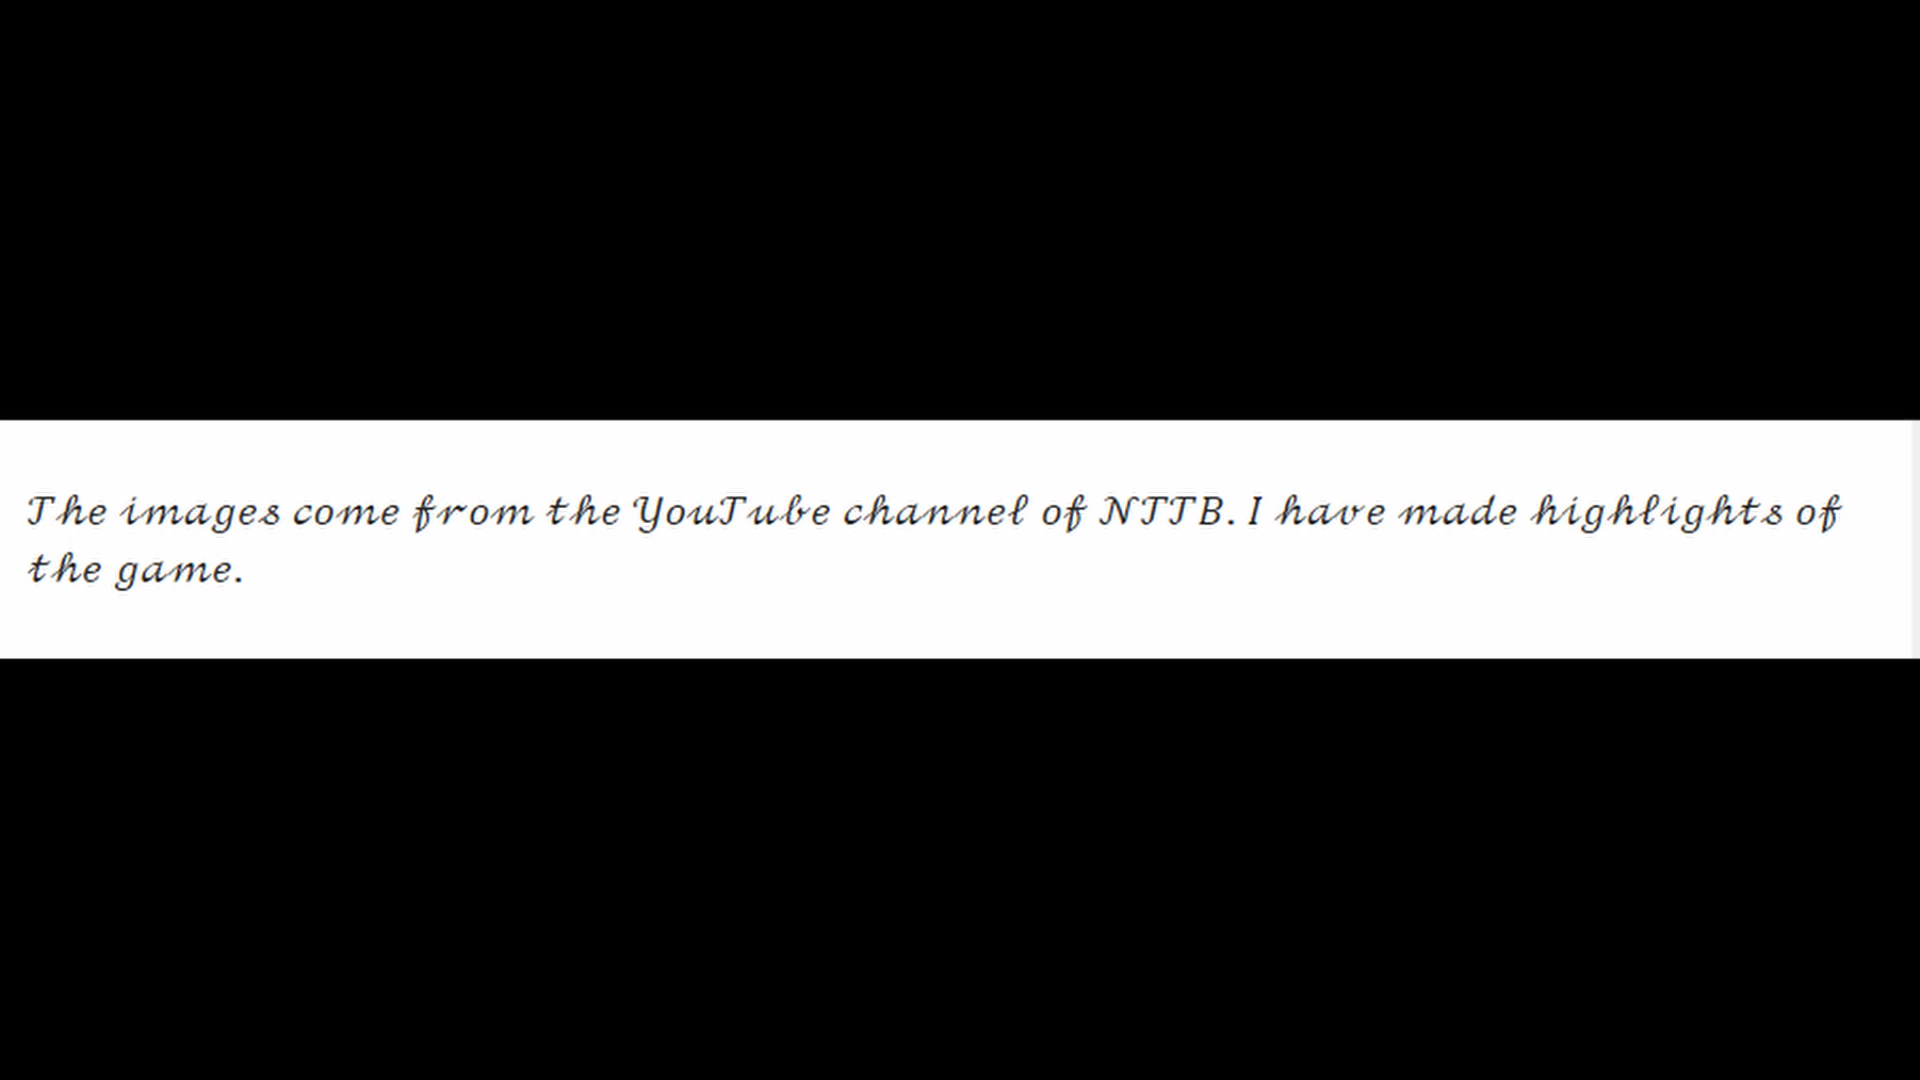 The images come from the YouTube channel of NTTB. I have made highlights of
the game.